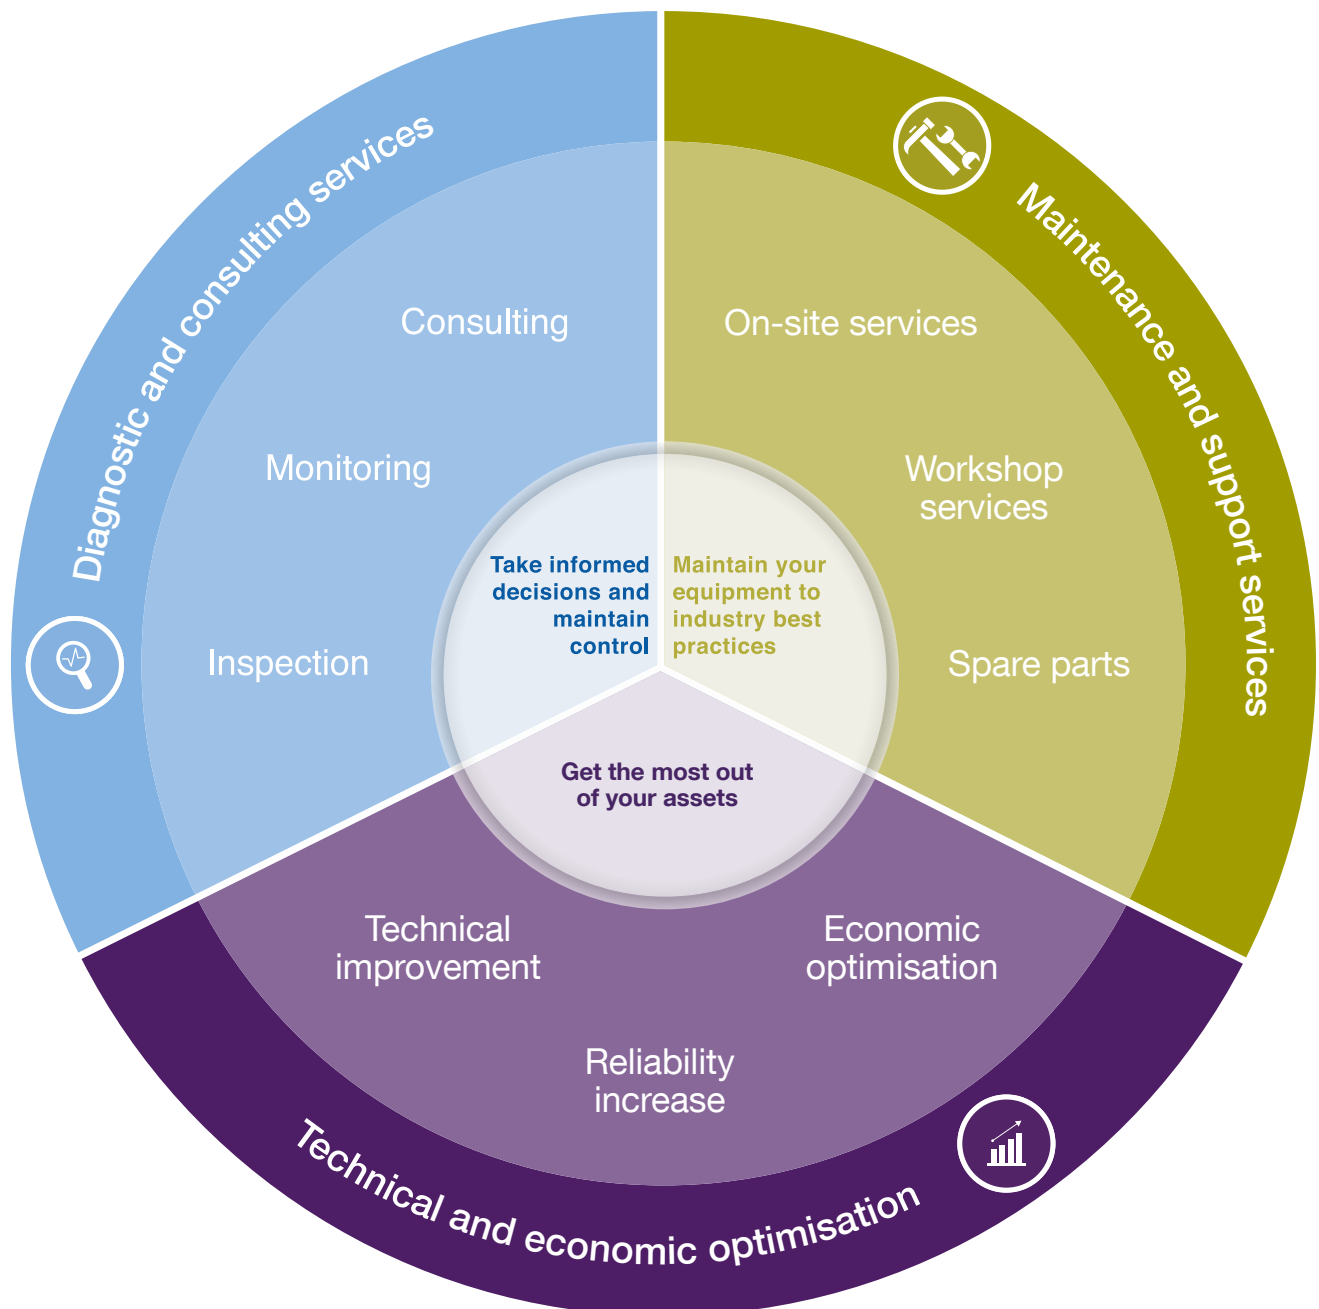 Diagnostic and consulting services
Consulting
Monitoring
Inspection
Take informed
decisions and
maintain
control
Maintenance and support services
On-site services
Workshop
services
Spare parts
Maintain your
equipment to
industry best
practices
Get the most out
of your assets
Technical
improvement
Economic
optimisation
Reliability
increase
Technical and economic optimisation